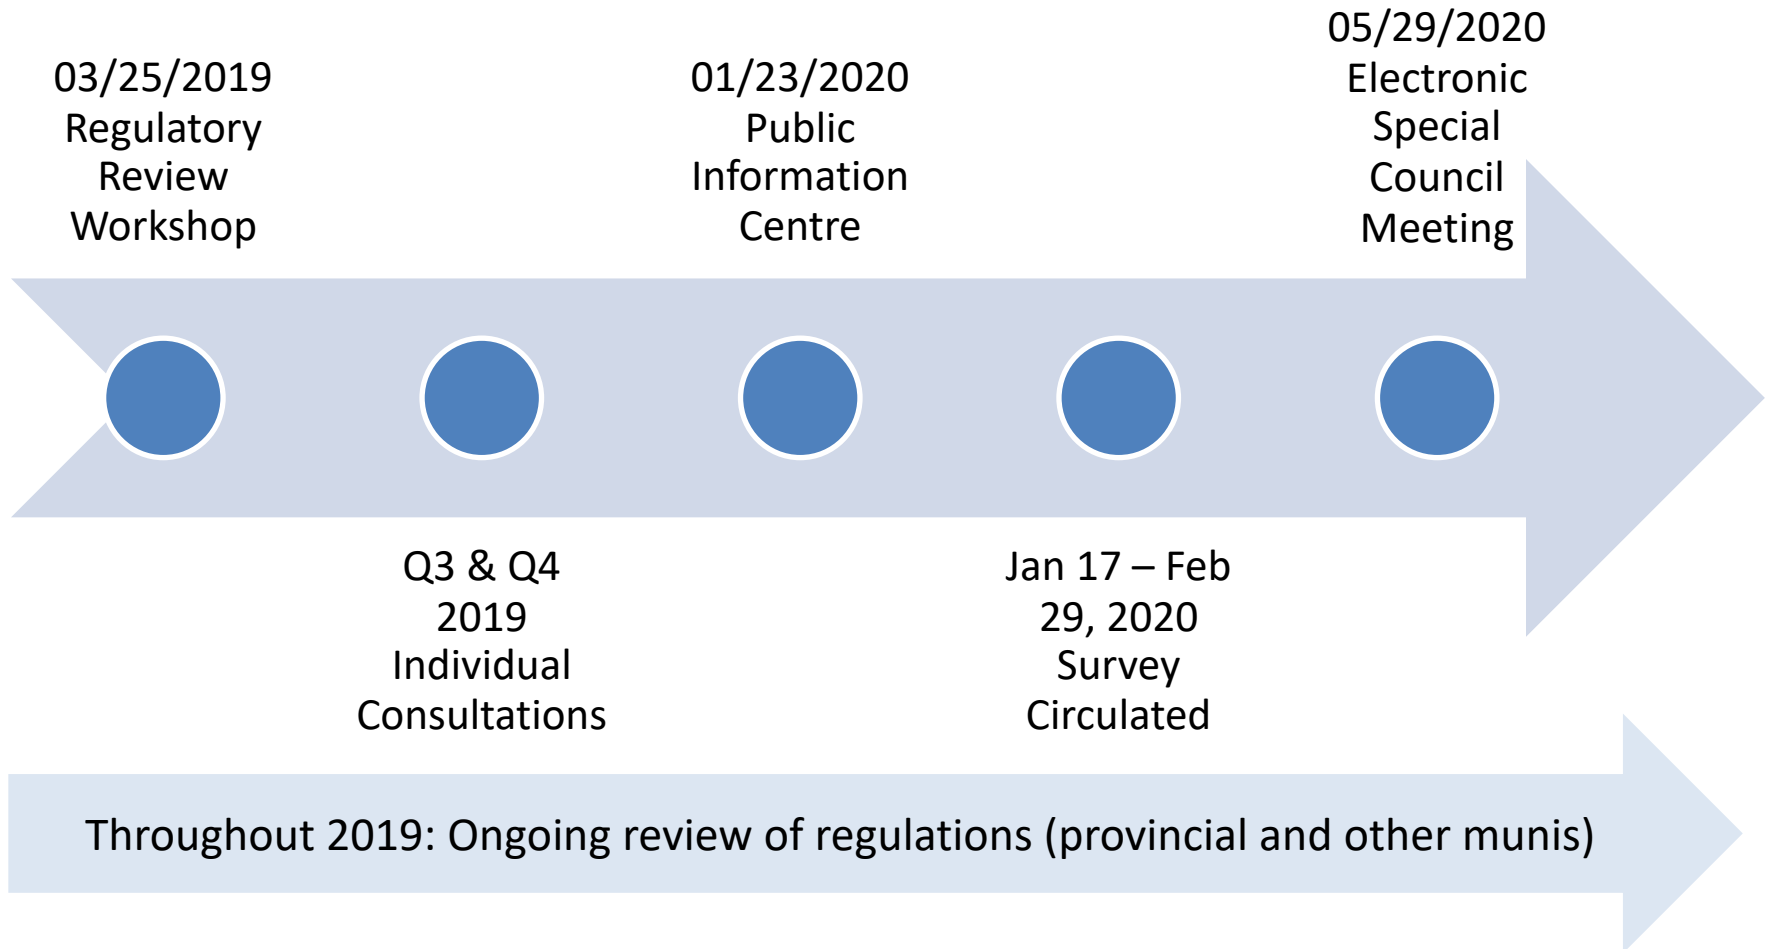 03/25/2019
Regulatory
Review
Workshop
Q3 & Q4
2019
Individual
Consultations
01/23/2020
Public
Information
Centre
Jan 17 – Feb
29, 2020
Survey
Circulated
05/29/2020
Electronic
Special
Council
Meeting
Throughout 2019: Ongoing review of regulations (provincial and other munis)